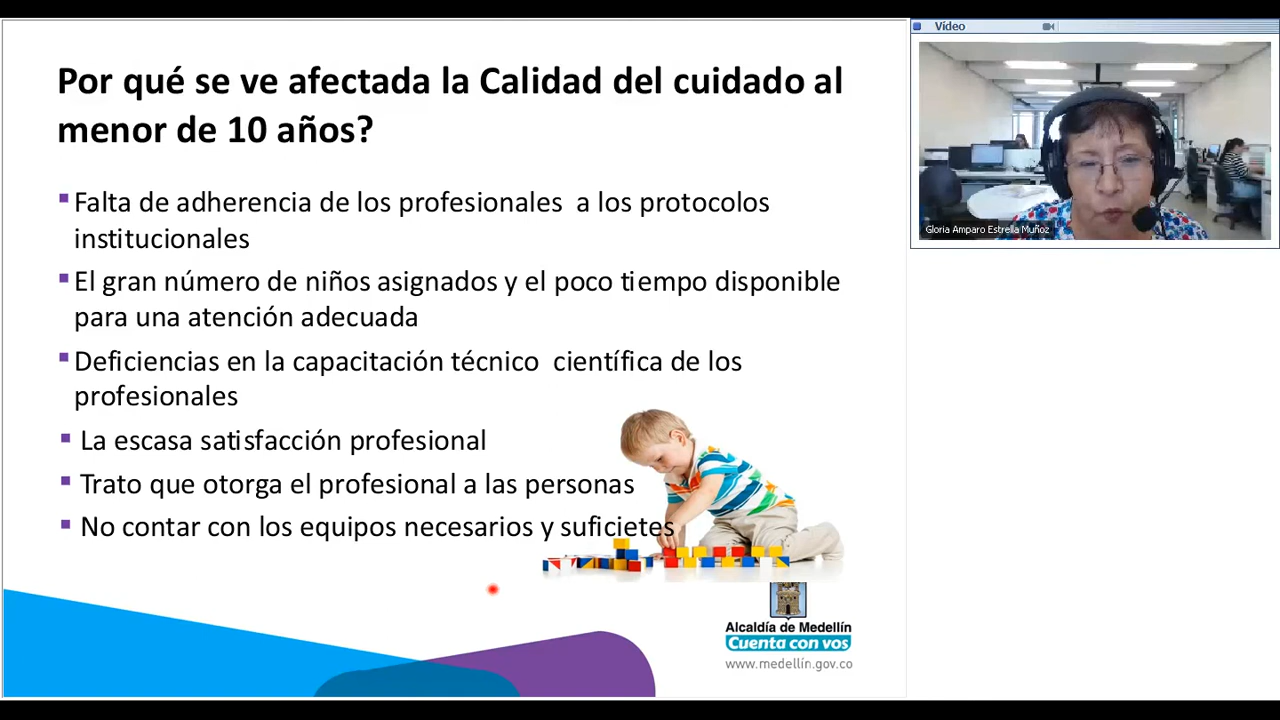 Por qué se ve afectada la Calidad del cuidado al
menor de 10 años?
Falta de adherencia de los profesionales a los protocolos
institucionales
El gran número de niños asignados y el poco tiempo disponible
para una atención adecuada
Deficiencias en la capacitación técnico científica de los
profesionales
La escasa satisfacción profesional
Trato que otorga el profesional a las personas
No contar con los equipos necesarios y suficietes
Alcaldía de Medellín
Cuenta con vos
www.medellín.gov.co
Vídeo
Gloria Amparo Estrella Muñoz